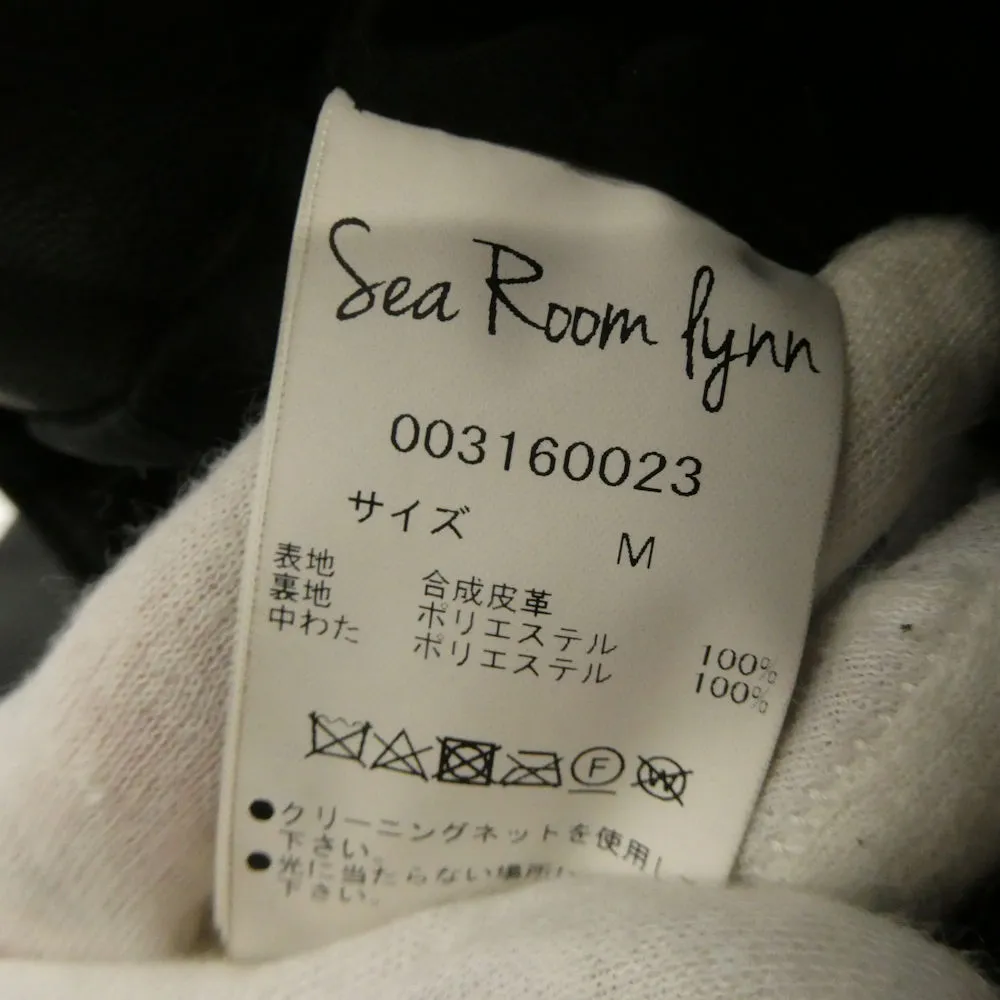 Sea Room lynn
003160023
サイズ M
表地 合成皮革
裏地 ポリエステル 100%
中わた ポリエステル 100%
F W
●クリーニングネットを使用し
下さい。
●光に当たらない場所
下さい。